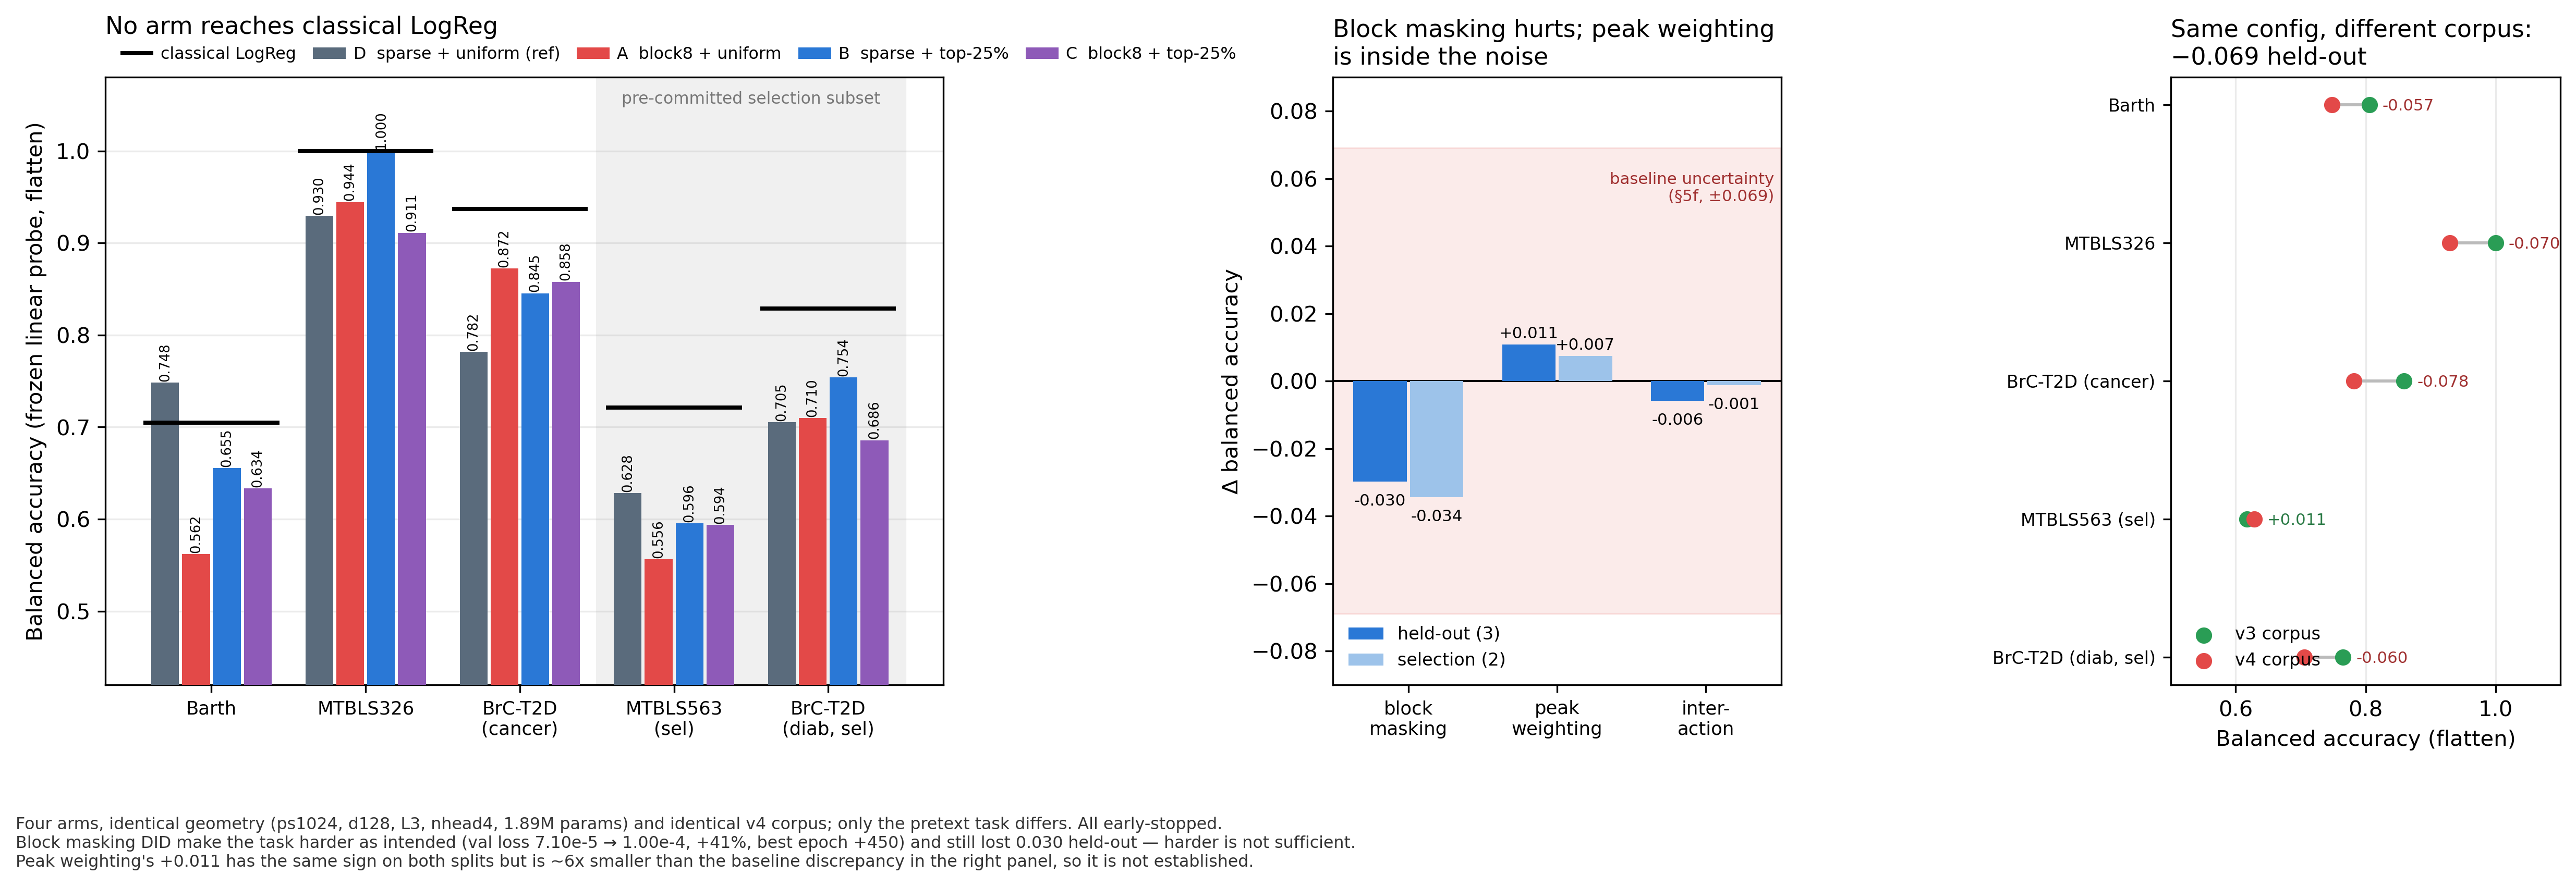 No arm reaches classical LogReg
classical LogReg
D sparse + uniform (ref)
A block8 + uniform
B sparse + top-25%
C block8 + top-25%
pre-committed selection subset
Balanced accuracy (frozen linear probe, flatten)
1.0
0.9
0.8
0.7
0.6
0.5
0.748
0.562
0.655
0.634
0.930
0.944
1.000
0.911
0.782
0.872
0.845
0.858
0.628
0.556
0.596
0.594
0.705
0.710
0.754
0.686
Barth
MTBLS326
BrC-T2D
(cancer)
MTBLS563
(sel)
BrC-T2D
(diab, sel)
Block masking hurts; peak weighting
is inside the noise
Δ balanced accuracy
0.08
0.06
0.04
0.02
0.00
−0.02
−0.04
−0.06
−0.08
baseline uncertainty
(§5f, ±0.069)
-0.030
-0.034
+0.011
+0.007
-0.006
-0.001
held-out (3)
selection (2)
block
masking
peak
weighting
inter-
action
Same config, different corpus:
−0.069 held-out
Barth
MTBLS326
BrC-T2D (cancer)
MTBLS563 (sel)
BrC-T2D (diab, sel)
-0.057
-0.070
-0.078
+0.011
-0.060
v3 corpus
v4 corpus
0.6
0.8
1.0
Balanced accuracy (flatten)
Four arms, identical geometry (ps1024, d128, L3, nhead4, 1.89M params) and identical v4 corpus; only the pretext task differs. All early-stopped.
Block masking DID make the task harder as intended (val loss 7.10e-5 → 1.00e-4, +41%, best epoch +450) and still lost 0.030 held-out — harder is not sufficient.
Peak weighting's +0.011 has the same sign on both splits but is ~6x smaller than the baseline discrepancy in the right panel, so it is not established.